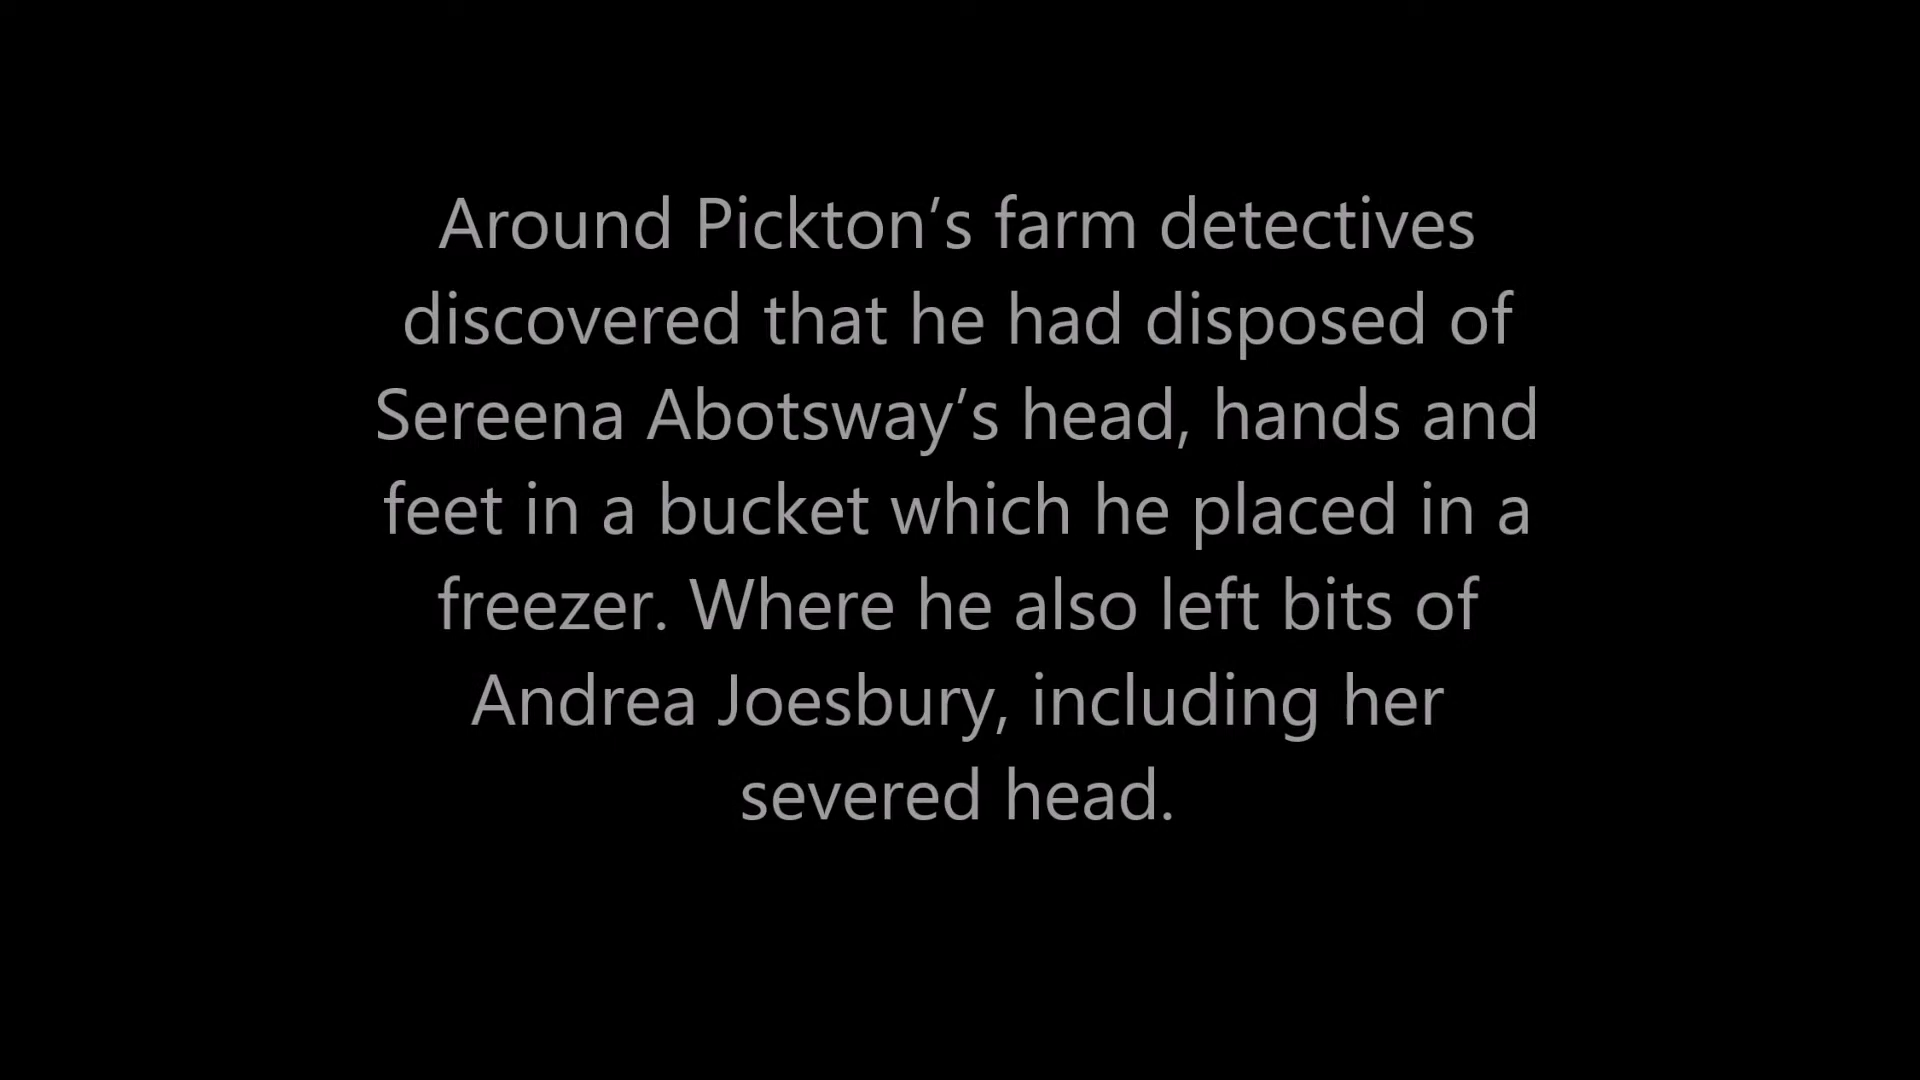 Around Pickton’s farm detectives
discovered that he had disposed of
Sereena Abotsway’s head, hands and
feet in a bucket which he placed in a
freezer. Where he also left bits of
Andrea Joesbury, including her
severed head.